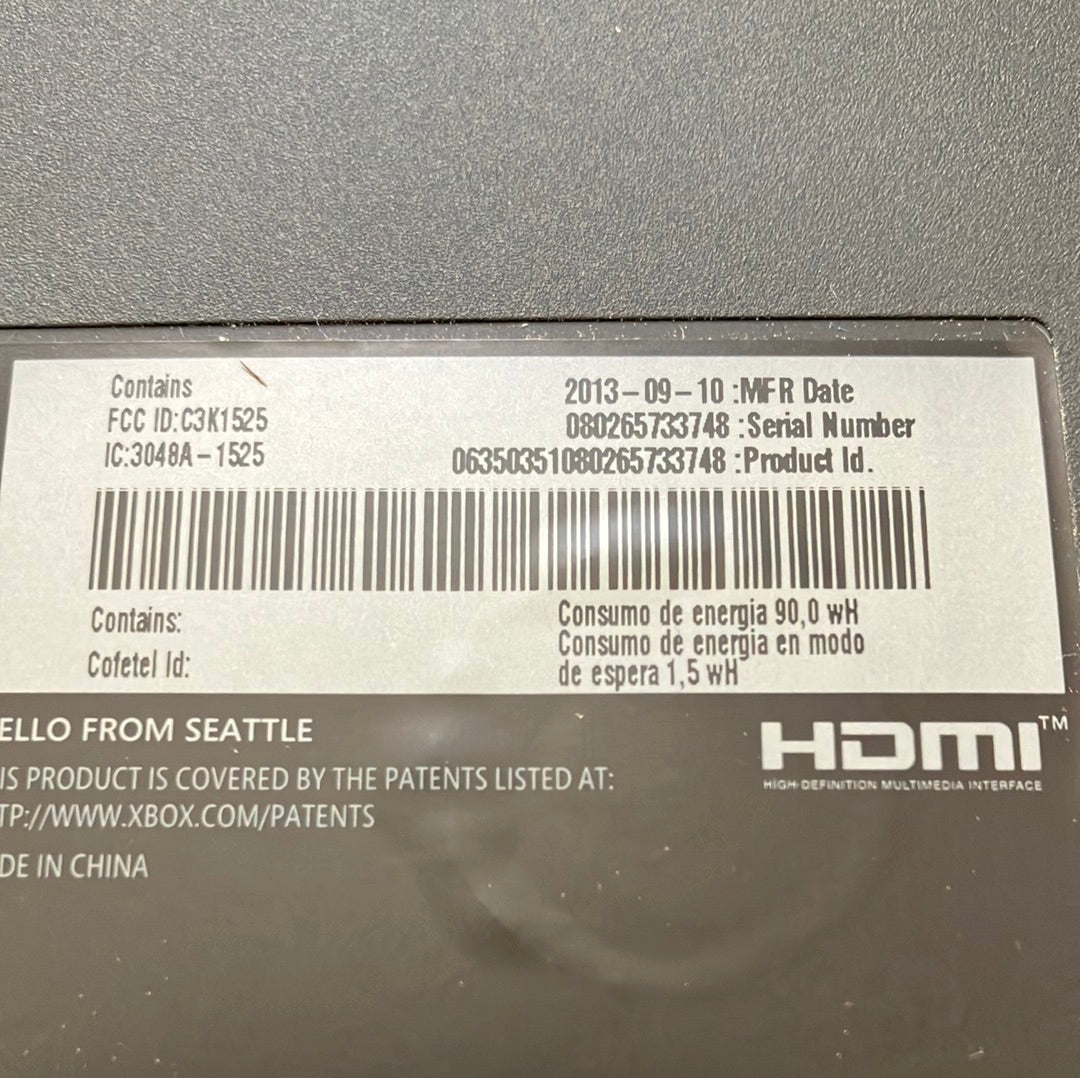 Contains
FCC ID:C3K1525
IC:3048A-1525
2013-09-10 :MFR Date
080265733748 :Serial Number
06350351080265733748 :Product Id.
Contains:
Cofetel Id:
Consumo de energia 90,0 wH
Consumo de energia en modo
de espera 1,5 wH
ELLO FROM SEATTLE
IS PRODUCT IS COVERED BY THE PATENTS LISTED AT:
TP://WWW.XBOX.COM/PATENTS
DE IN CHINA
HDMI™
HIGH-DEFINITION MULTIMEDIA INTERFACE